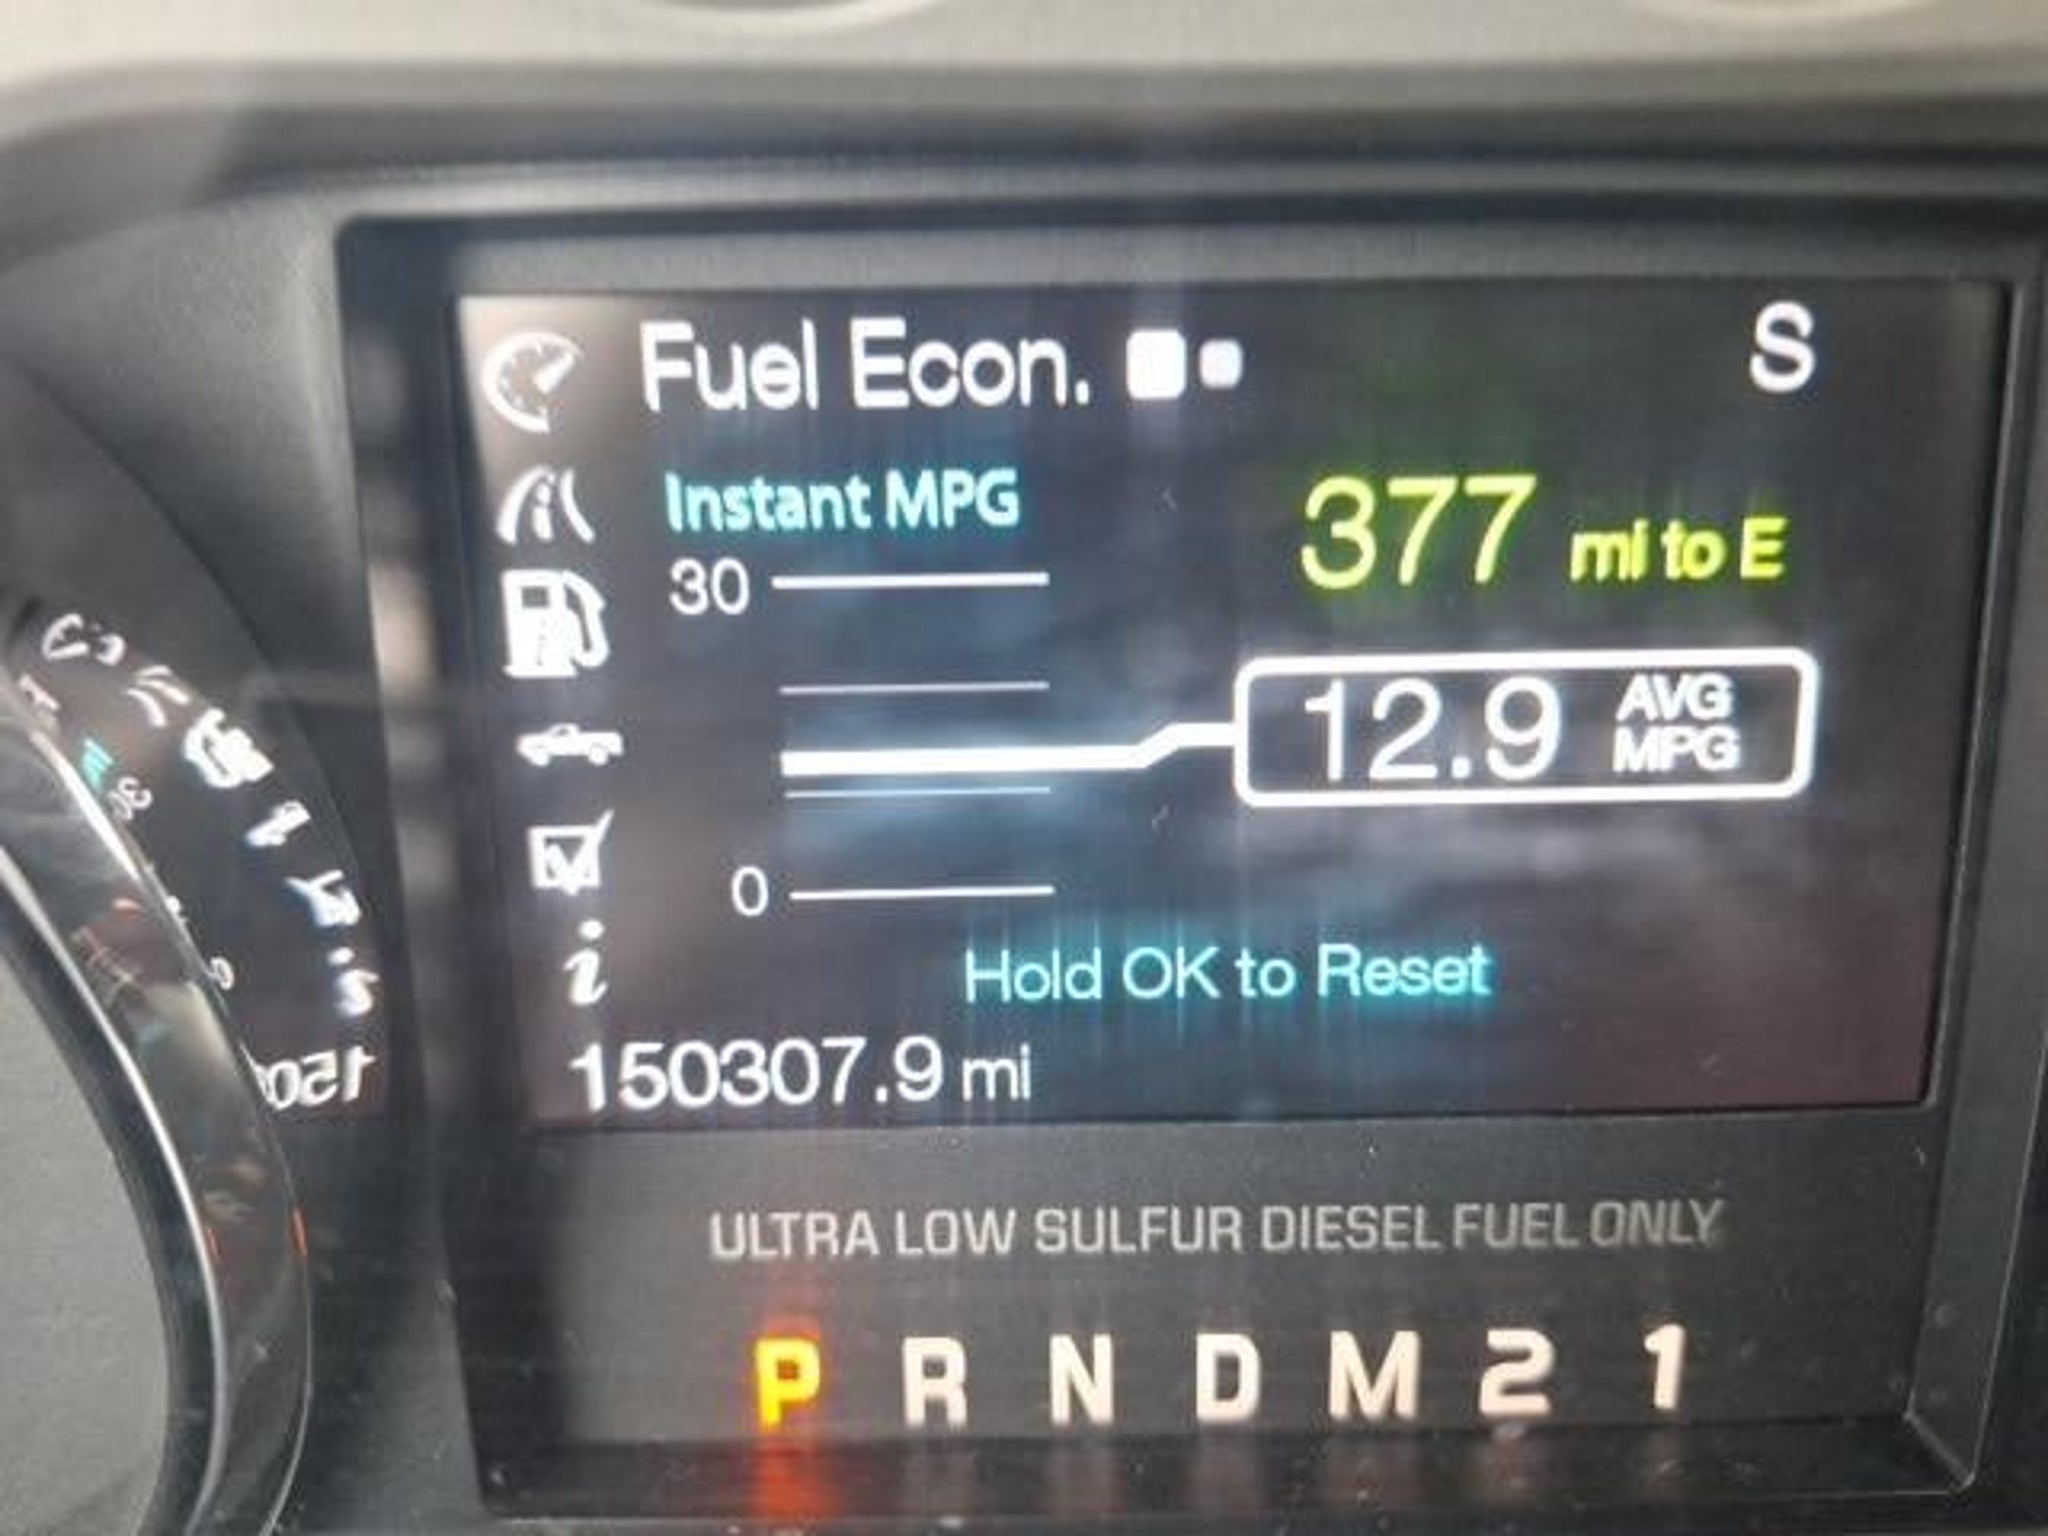 Fuel Econ. S
Instant MPG
377 mi to E
30
12.9 AVG MPG
0
Hold OK to Reset
i
150307.9 mi
ULTRA LOW SULFUR DIESEL FUEL ONLY
P R N D M 2 1